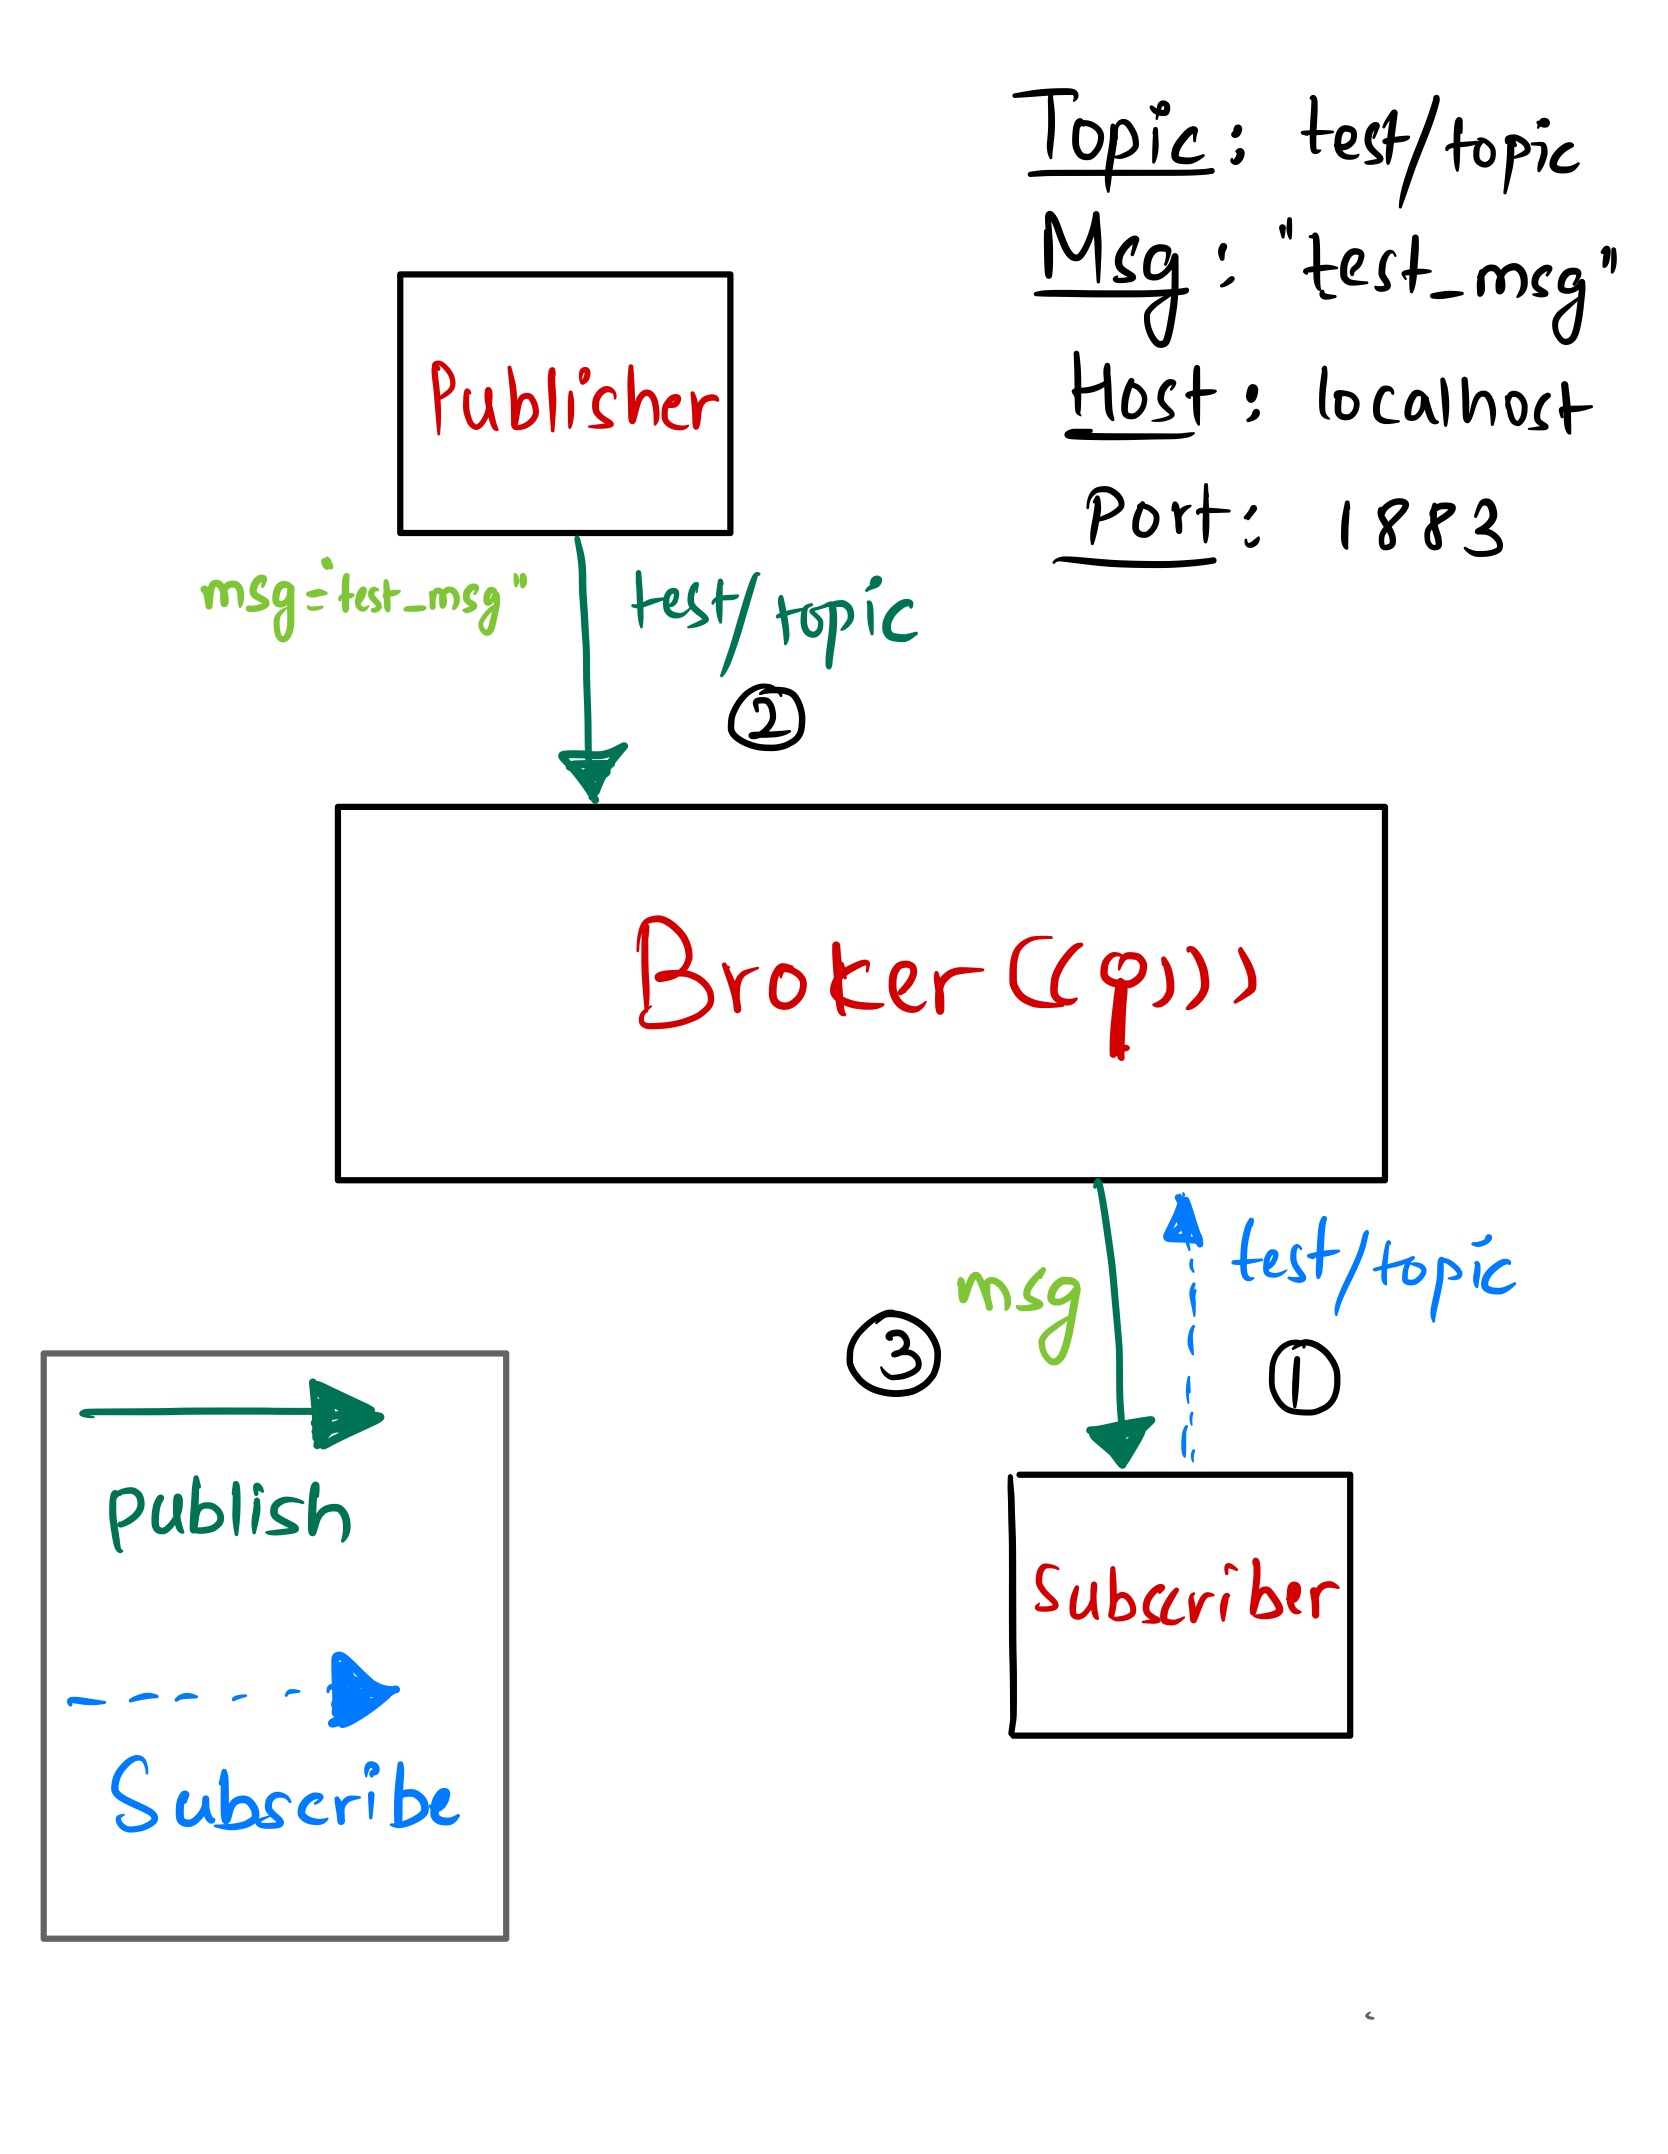 Topic: test/topic
Msg: "test_msg"
Host: localhost
Port: 1883
Publisher
msg="test_msg"
test/topic
2
Broker
msg
test/topic
3
1
Subscriber
publish
Subscribe